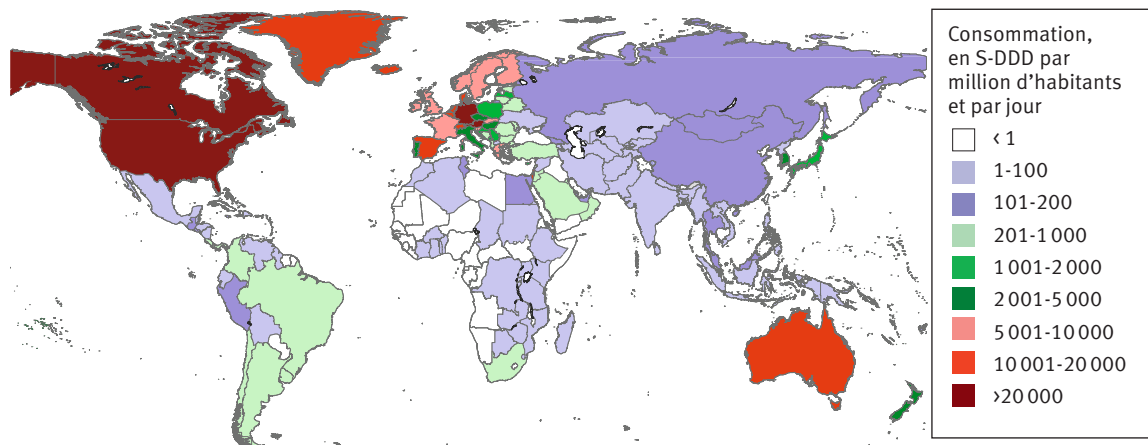 Consommation,
en S-DDD par
million d’habitants
et par jour
< 1
1-100
101-200
201-1 000
1 001-2 000
2 001-5 000
5 001-10 000
10 001-20 000
>20 000